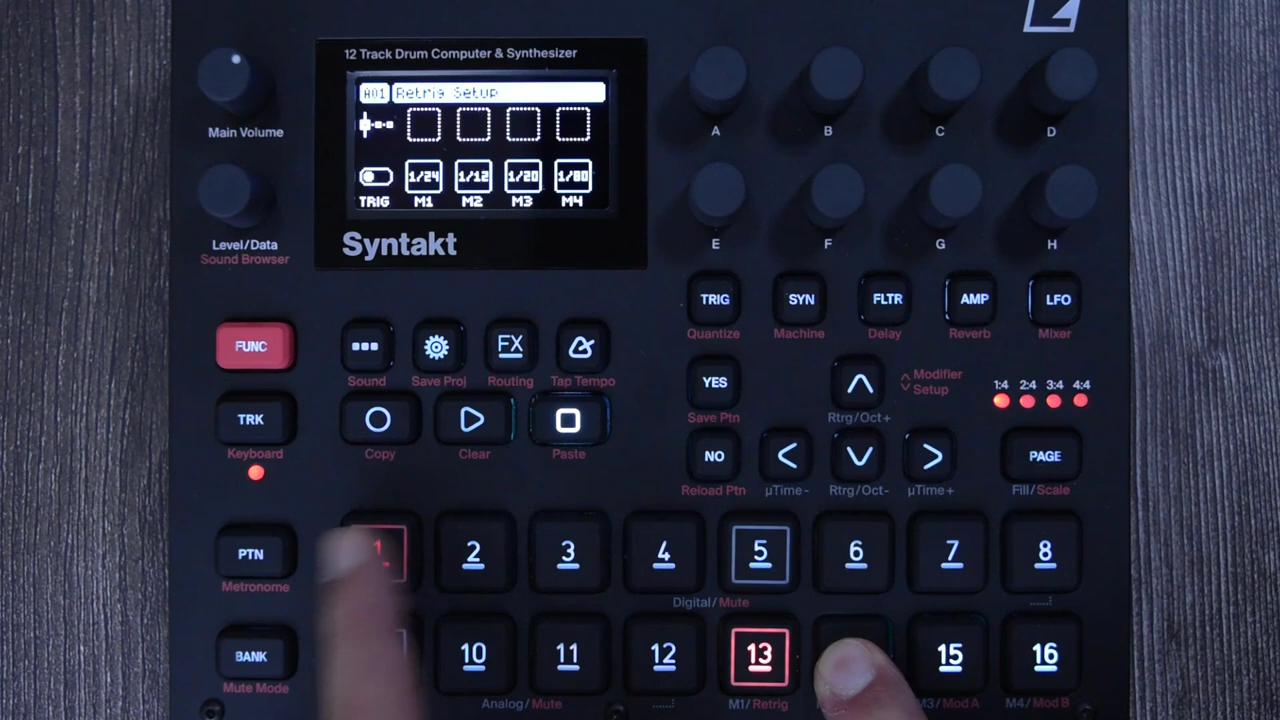 12 Track Drum Computer & Synthesizer
A01 Retrig Setup
1/24 1/12 1/20 1/80
TRIG M1 M2 M3 M4
Syntakt
Main Volume
Level/Data
Sound Browser
A B C D
E F G H
TRIG SYN FLTR AMP LFO
Quantize Machine Delay Reverb Mixer
FUNC
FX
Sound Save Proj Routing Tap Tempo
YES
Save Ptn
Rtrg/Oct+
Modifier
Setup
1:4 2:4 3:4 4:4
TRK
Keyboard
Copy Clear Paste
NO
Reload Ptn µTime- Rtrg/Oct- µTime+
PAGE
Fill/Scale
PTN
Metronome
1 2 3 4 5 6 7 8
Digital/Mute
BANK
Mute Mode
10 11 12 13 15 16
Analog/Mute M1/Retrig M3/Mod A M4/Mod B